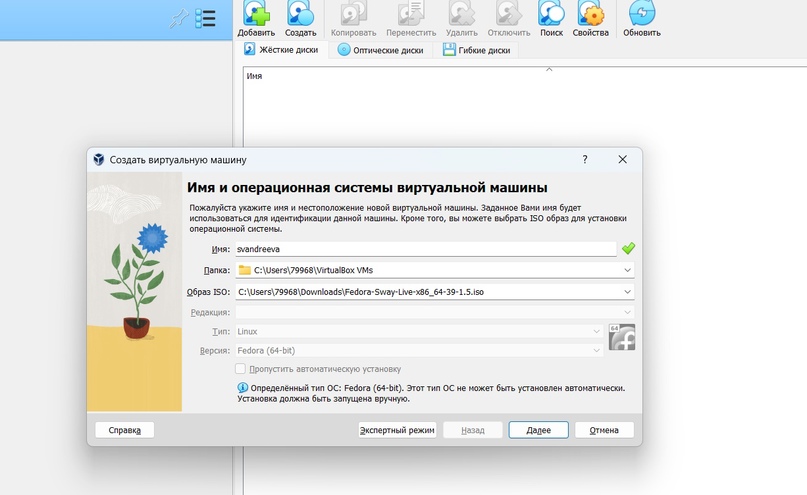 Добавить Создать Копировать Переместить Удалить Отключить Поиск Свойства Обновить
Жёсткие диски Оптические диски Гибкие диски
Имя
Создать виртуальную машину ?
Имя и операционная системы виртуальной машины
Пожалуйста укажите имя и местоположение новой виртуальной машины. Заданное Вами имя будет
использоваться для идентификации данной машины. Кроме того, вы можете выбрать ISO образ для установки
операционной системы.
Имя: svandreeva
Папка: C:\Users\79968\VirtualBox VMs
Образ ISO: C:\Users\79968\Downloads\Fedora-Sway-Live-x86_64-39-1.5.iso
Редакция:
Тип: Linux
64
Версия: Fedora (64-bit)
Пропустить автоматическую установку
Определённый тип ОС: Fedora (64-bit). Этот тип ОС не может быть установлен автоматически.
Установка должна быть запущена вручную.
Справка Экспертный режим Назад Далее Отмена